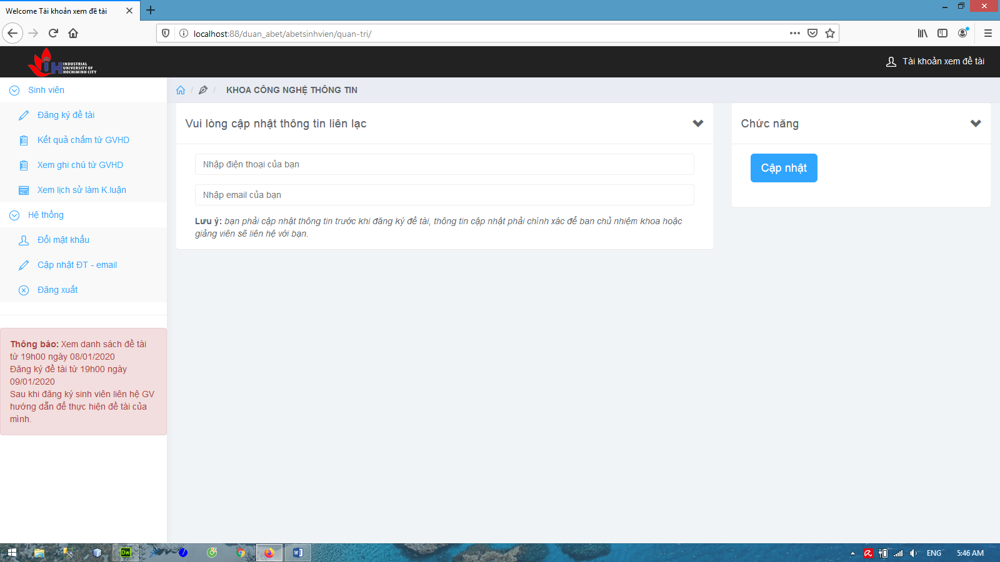 Welcome Tài khoản xem đề tài
localhost:88/duan_abet/abetsinhvien/quan-tri/
INDUSTRIAL
UNIVERSITY OF
HOCHIMINH CITY
Tài khoản xem đề tài
Sinh viên
KHOA CÔNG NGHỆ THÔNG TIN
Đăng ký đề tài
Kết quả chấm từ GVHD
Xem ghi chú từ GVHD
Xem lịch sử làm K.luận
Hệ thống
Đổi mật khẩu
Cập nhật ĐT - email
Đăng xuất
Thông báo: Xem danh sách đề tài
từ 19h00 ngày 08/01/2020
Đăng ký đề tài từ 19h00 ngày
09/01/2020
Sau khi đăng ký sinh viên liên hệ GV
hướng dẫn để thực hiện đề tài của
mình.
Vui lòng cập nhật thông tin liên lạc
Nhập điện thoại của bạn
Nhập email của bạn
Lưu ý: bạn phải cập nhật thông tin trước khi đăng ký đề tài, thông tin cập nhật phải chính xác để ban chủ nhiệm khoa hoặc
giảng viên sẽ liên hệ với bạn.
Chức năng
Cập nhật
Dw
ENG
5:46 AM